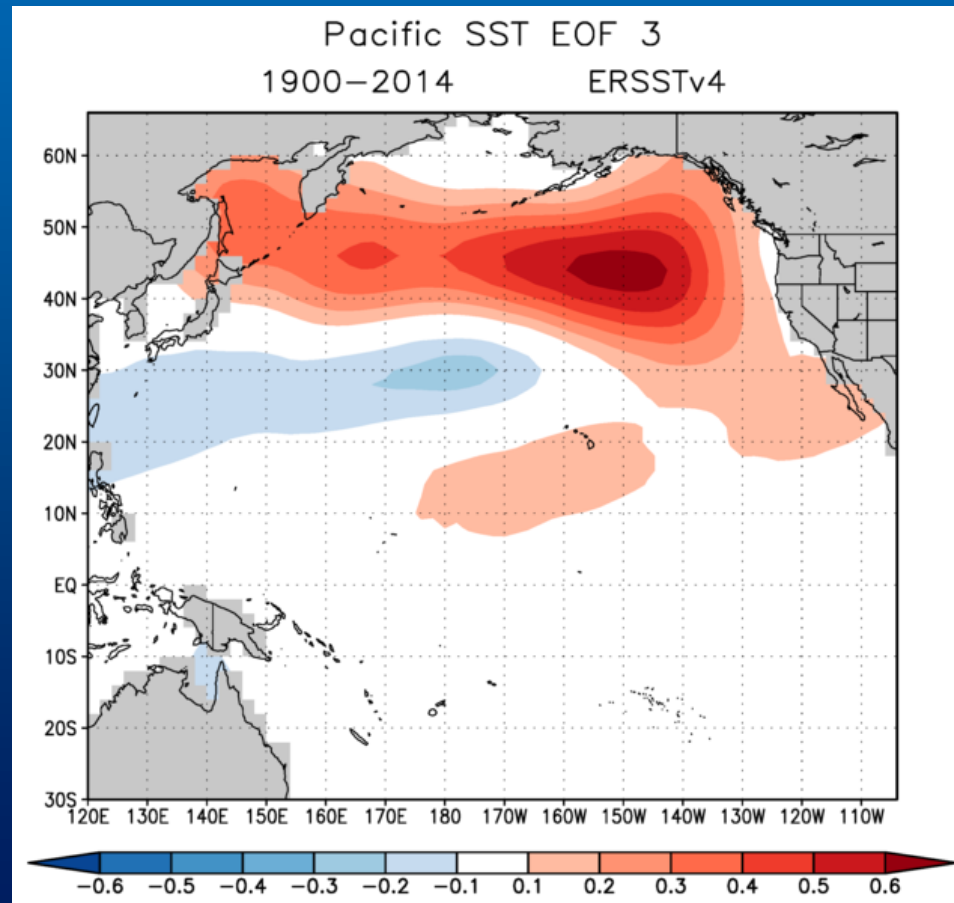 Pacific SST EOF 3
1900−2014 ERSSTv4
60N
50N
40N
30N
20N
10N
EQ
10S
20S
30S
120E 130E 140E 150E 160E 170E 180 170W 160W 150W 140W 130W 120W 110W
−0.6 −0.5 −0.4 −0.3 −0.2 −0.1 0.1 0.2 0.3 0.4 0.5 0.6